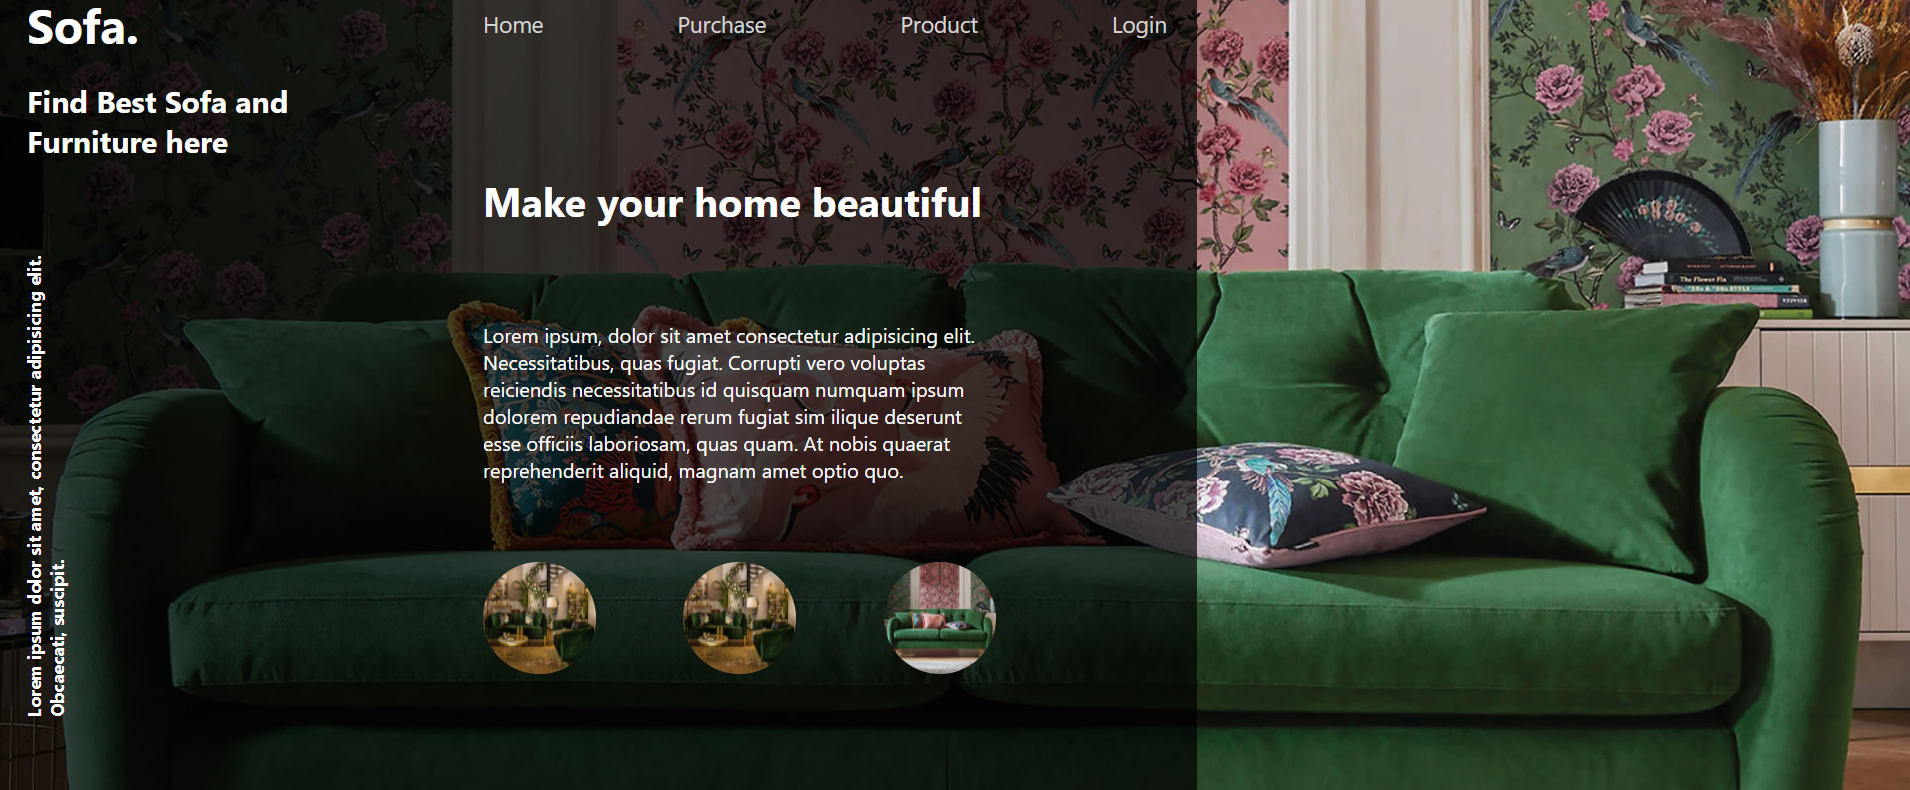 Sofa.
Home
Purchase
Product
Login
Find Best Sofa and
Furniture here
Make your home beautiful
Lorem ipsum, dolor sit amet consectetur adipisicing elit.
Necessitatibus, quas fugiat. Corrupti vero voluptas
reiciendis necessitatibus id quisquam numquam ipsum
dolorem repudiandae rerum fugiat sim ilique deserunt
esse officiis laboriosam, quas quam. At nobis quaerat
reprehenderit aliquid, magnam amet optio quo.
Lorem ipsum dolor sit amet, consectetur adipisicing elit.
Obcaecati, suscipit.
The Flower Fix